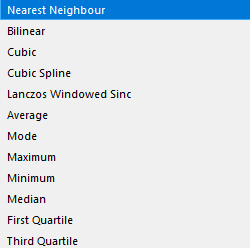 Nearest Neighbour
Bilinear
Cubic
Cubic Spline
Lanczos Windowed Sinc
Average
Mode
Maximum
Minimum
Median
First Quartile
Third Quartile